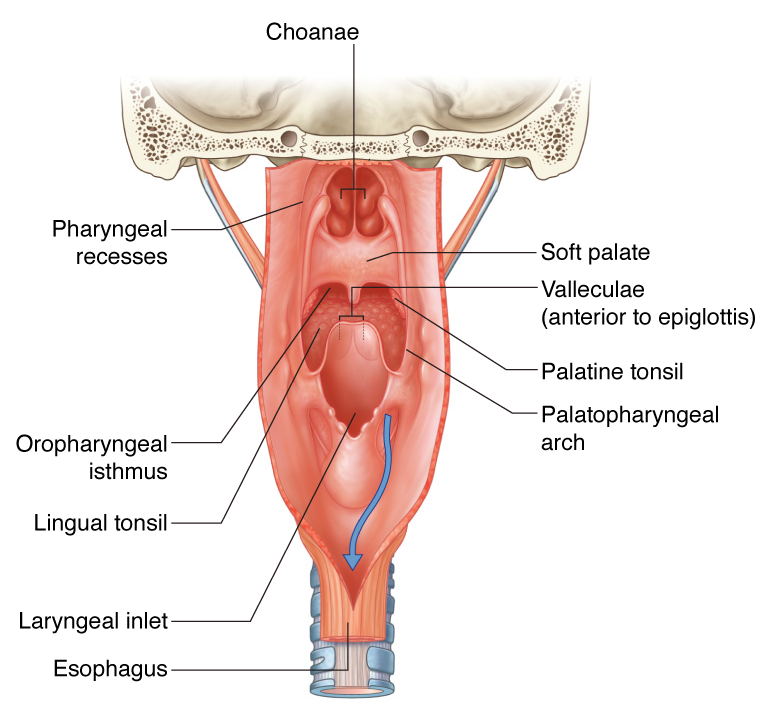 Choanae
Pharyngeal
recesses
Soft palate
Valleculae
(anterior to epiglottis)
Palatine tonsil
Palatopharyngeal
arch
Oropharyngeal
isthmus
Lingual tonsil
Laryngeal inlet
Esophagus